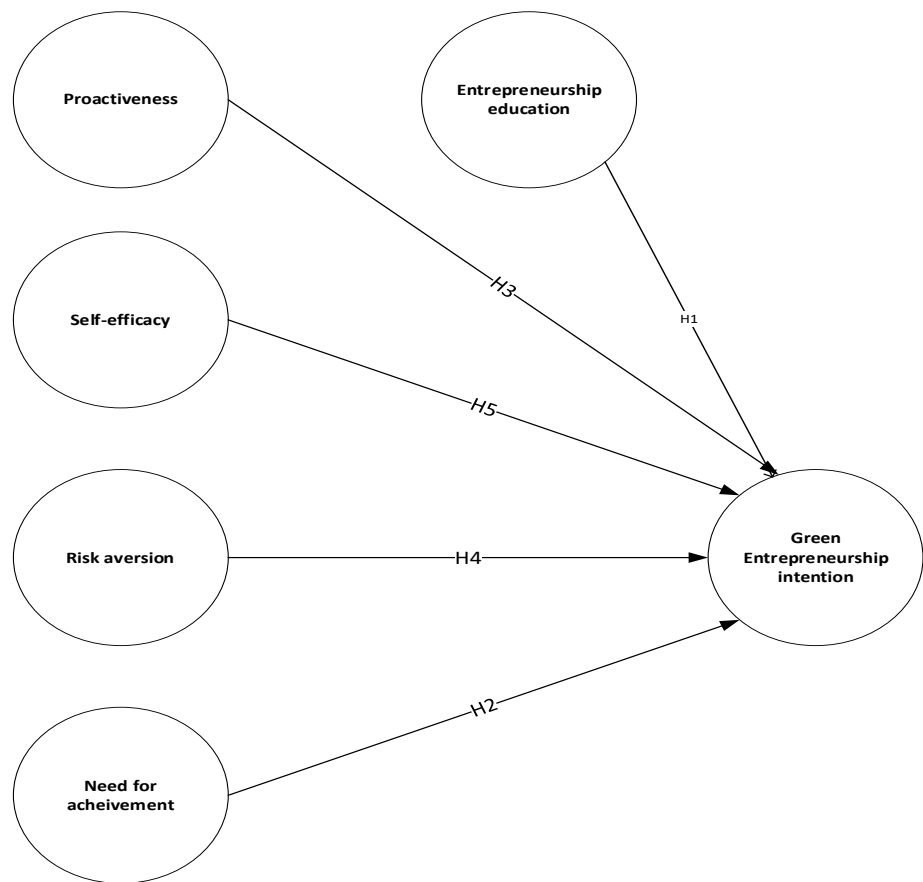 Proactiveness
Entrepreneurship
education
H3
H1
Self-efficacy
H5
Risk aversion
H4
Green
Entrepreneurship
intention
H2
Need for
acheivement